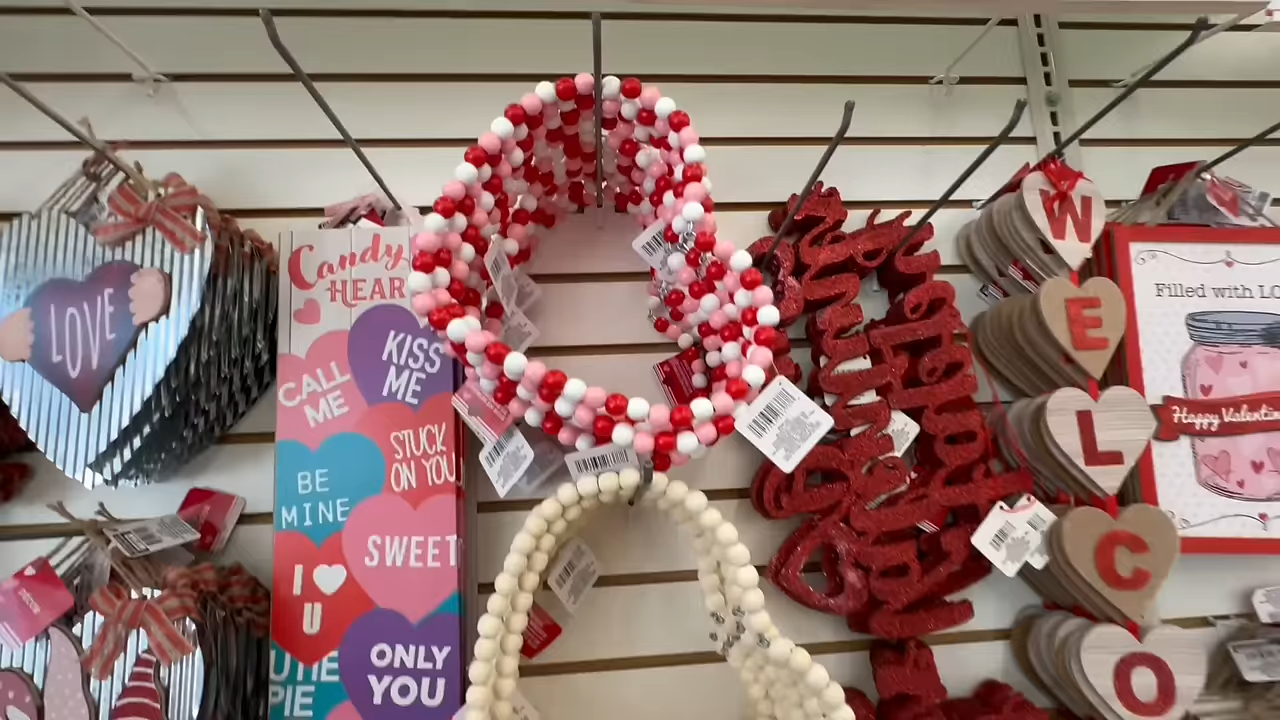 LOVE
Candy
HEAR
KISS
ME
CALL
ME
STUCK
ON YOU
BE
MINE
SWEET
I
U
ONLY
YOU
CUTIE
PIE
W
E
L
C
O
Filled with LO
Happy Valentin